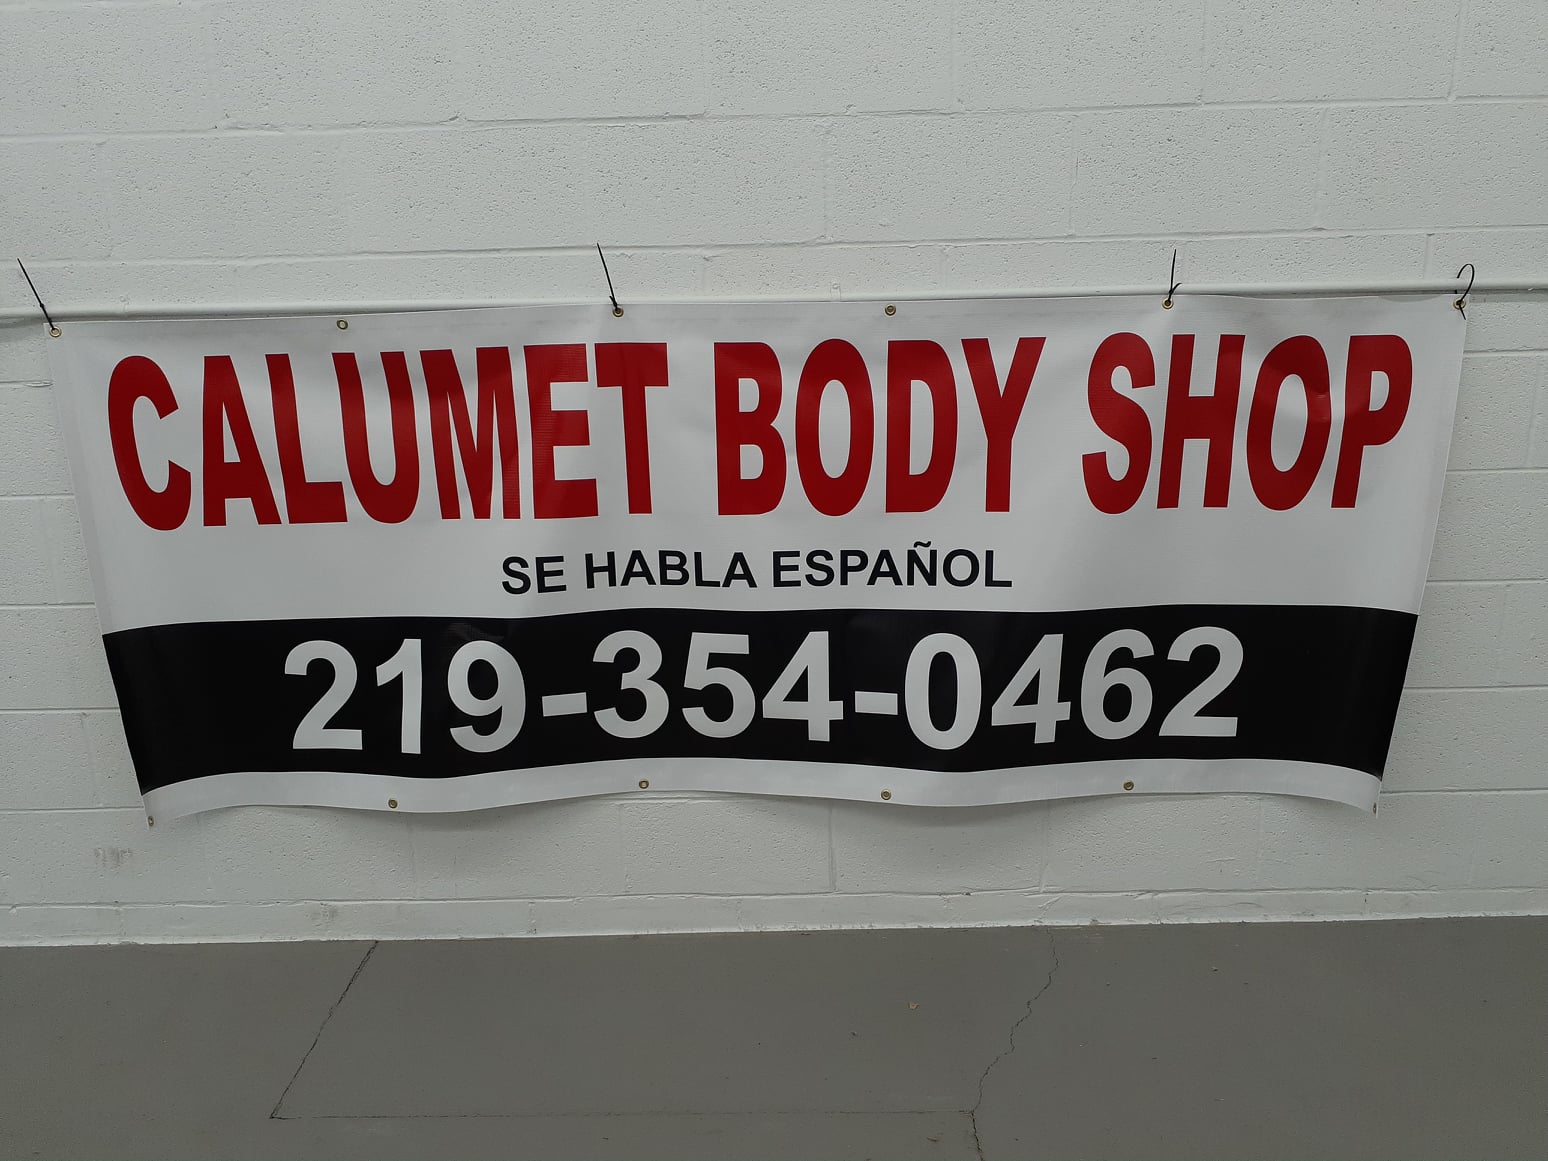 CALUMET BODY SHOP
SE HABLA ESPAÑOL
219-354-0462